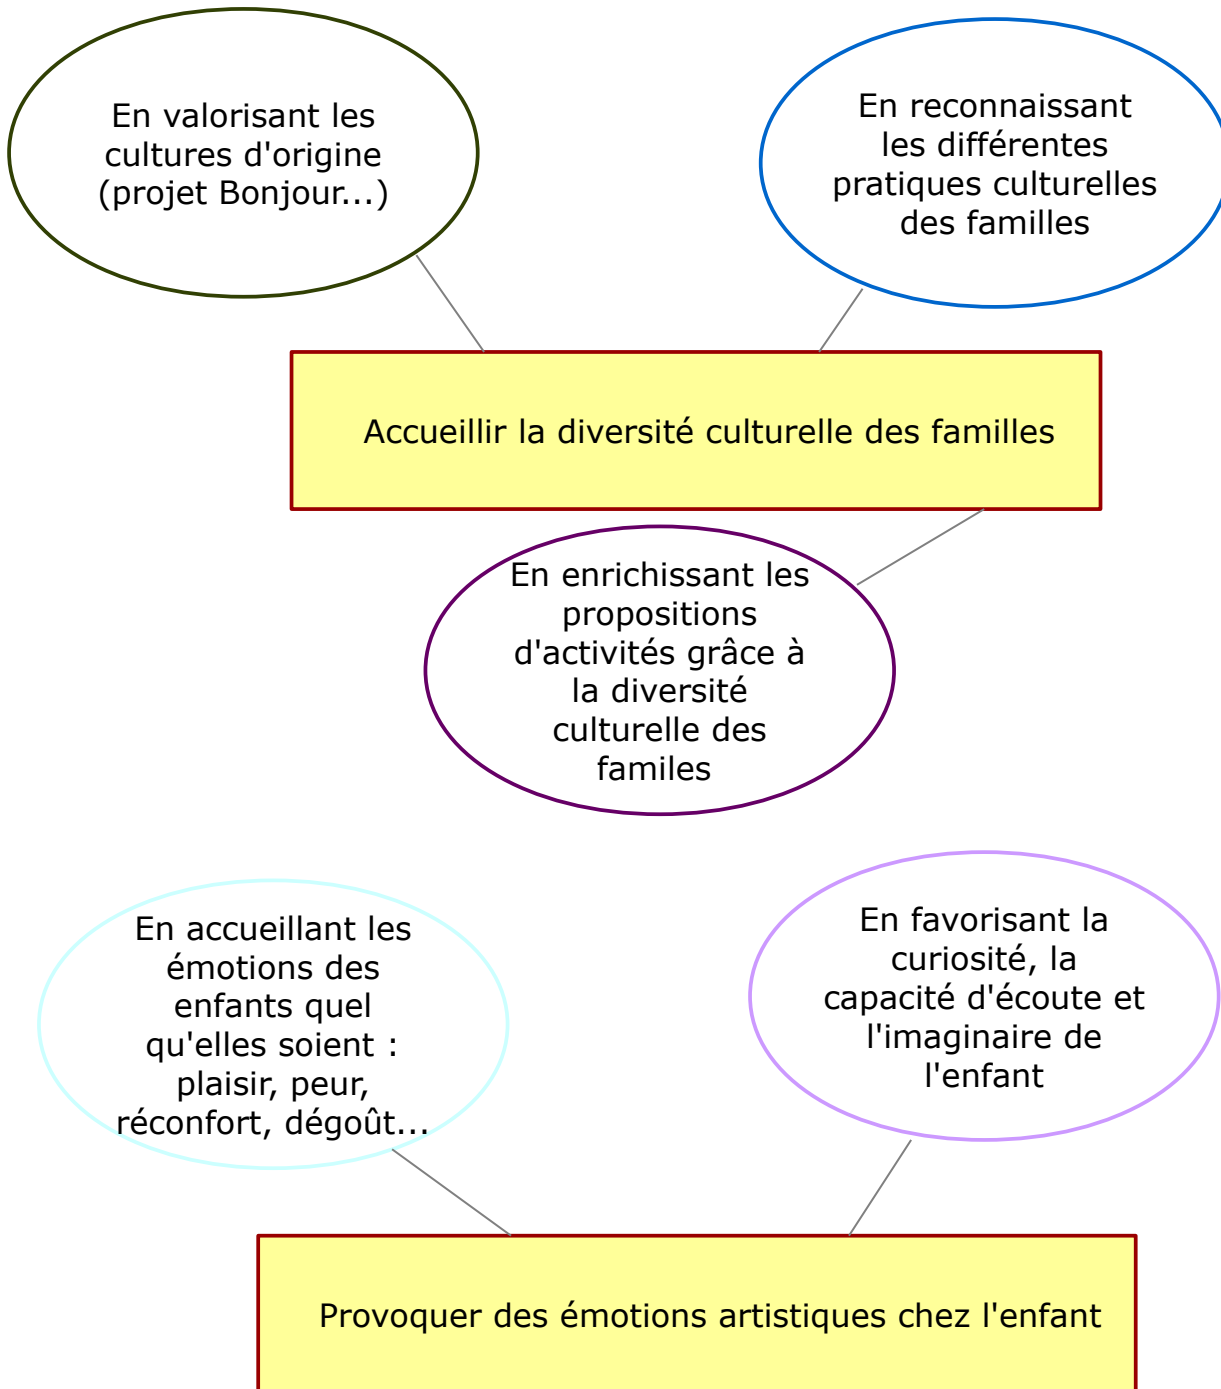 En valorisant les
cultures d'origine
(projet Bonjour...)
En reconnaissant
les différentes
pratiques culturelles
des familles
Accueillir la diversité culturelle des familles
En enrichissant les
propositions
d'activités grâce à
la diversité
culturelle des
familes
En accueillant les
émotions des
enfants quel
qu'elles soient :
plaisir, peur,
réconfort, dégoût...
En favorisant la
curiosité, la
capacité d'écoute et
l'imaginaire de
l'enfant
Provoquer des émotions artistiques chez l'enfant